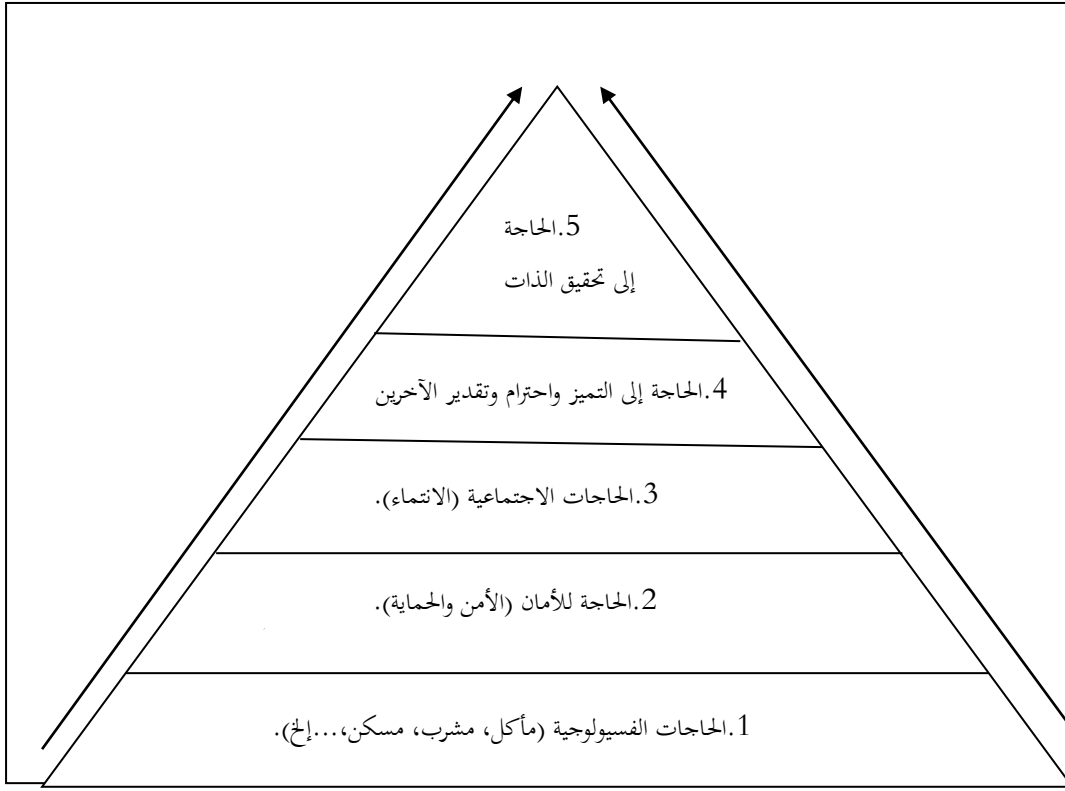 5.الحاجة
إلى تحقيق الذات
4.الحاجة إلى التميز واحترام وتقدير الآخرين
3.الحاجات الاجتماعية (الانتماء).
2.الحاجة للأمان (الأمن والحماية).
1.الحاجات الفسيولوجية (مأكل، مشرب، مسكن،...إلخ).